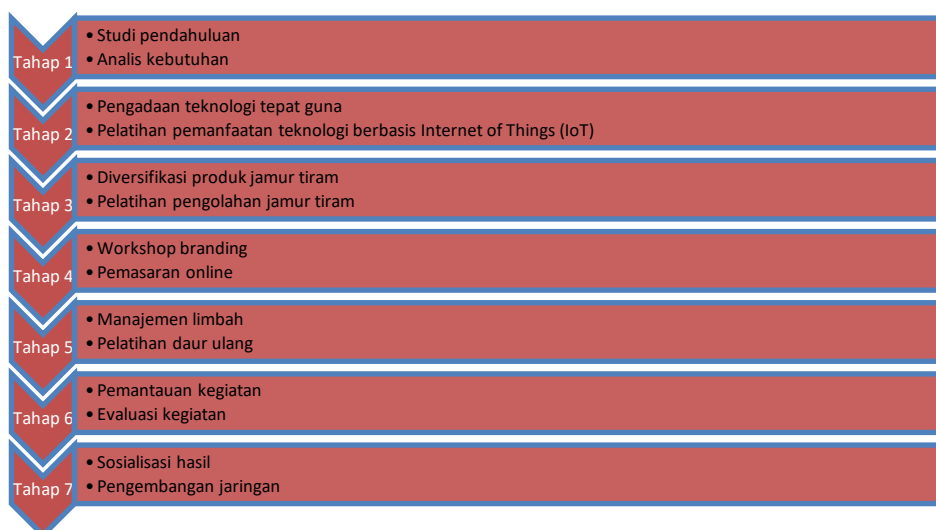 Tahap 1
• Studi pendahuluan
• Analis kebutuhan
Tahap 2
• Pengadaan teknologi tepat guna
• Pelatihan pemanfaatan teknologi berbasis Internet of Things (IoT)
Tahap 3
• Diversifikasi produk jamur tiram
• Pelatihan pengolahan jamur tiram
Tahap 4
• Workshop branding
• Pemasaran online
Tahap 5
• Manajemen limbah
• Pelatihan daur ulang
Tahap 6
• Pemantauan kegiatan
• Evaluasi kegiatan
Tahap 7
• Sosialisasi hasil
• Pengembangan jaringan